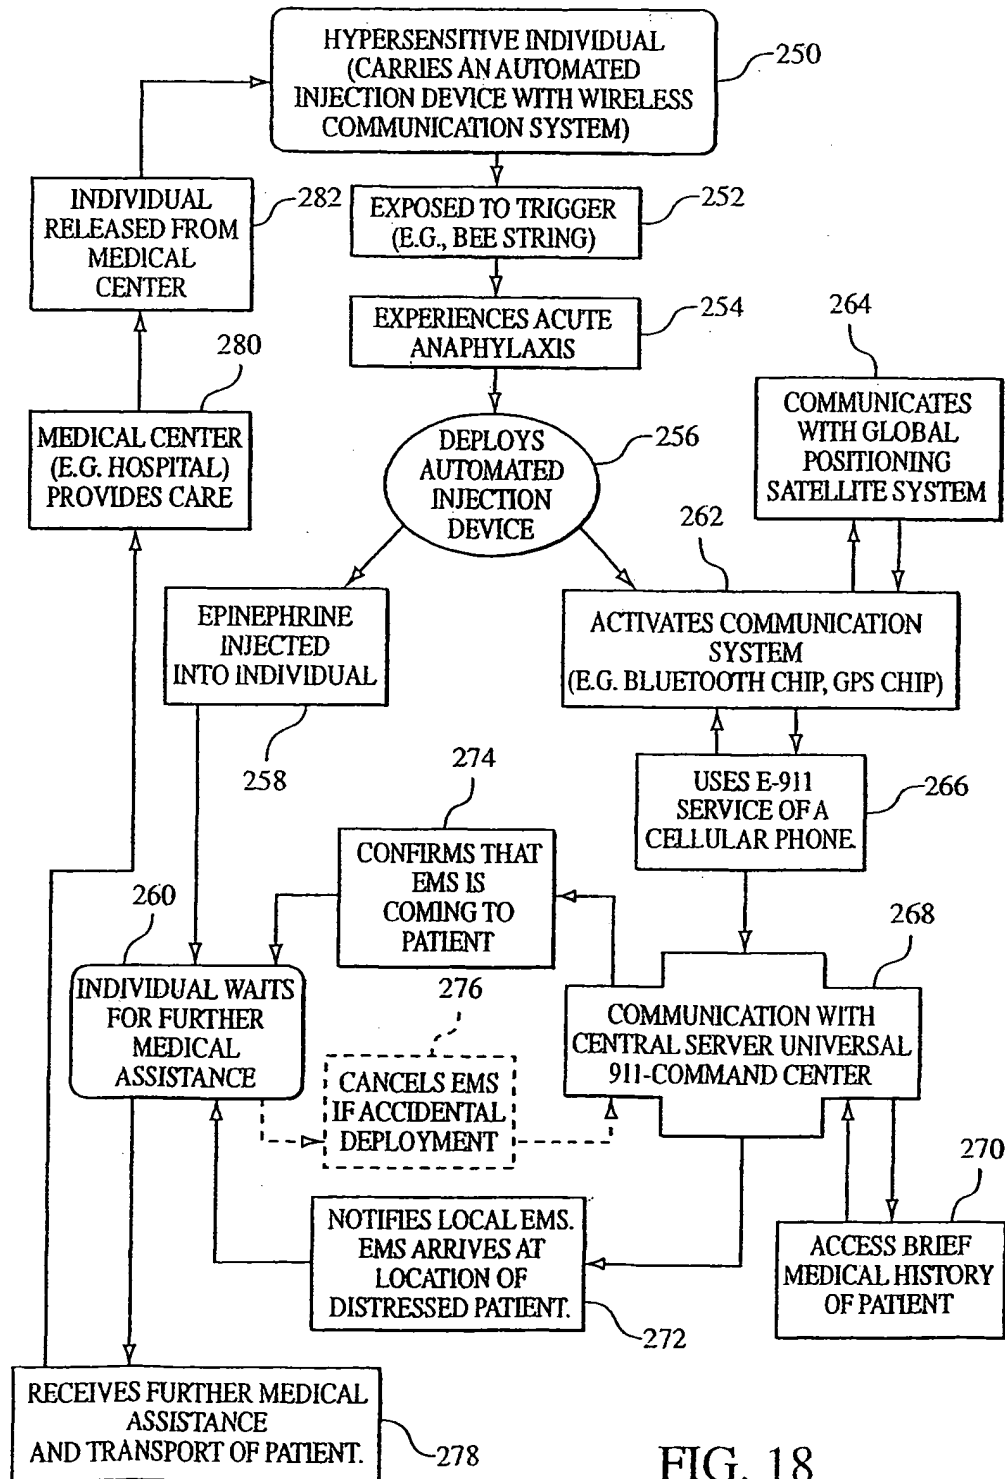 HYPERSENSITIVE INDIVIDUAL
(CARRIES AN AUTOMATED
INJECTION DEVICE WITH WIRELESS
COMMUNICATION SYSTEM)
250
INDIVIDUAL
RELEASED FROM
MEDICAL
CENTER
282
EXPOSED TO TRIGGER
(E.G., BEE STRING)
252
EXPERIENCES ACUTE
ANAPHYLAXIS
254
264
280
COMMUNICATES
WITH GLOBAL
POSITIONING
SATELLITE SYSTEM
MEDICAL CENTER
(E.G. HOSPITAL)
PROVIDES CARE
DEPLOYS
AUTOMATED
INJECTION
DEVICE
256
262
EPINEPHRINE
INJECTED
INTO INDIVIDUAL
ACTIVATES COMMUNICATION
SYSTEM
(E.G. BLUETOOTH CHIP, GPS CHIP)
258
274
USES E-911
SERVICE OF A
CELLULAR PHONE.
266
CONFIRMS THAT
EMS IS
COMING TO
PATIENT
260
268
276
INDIVIDUAL WAITS
FOR FURTHER
MEDICAL
ASSISTANCE
COMMUNICATION WITH
CENTRAL SERVER UNIVERSAL
911-COMMAND CENTER
CANCELS EMS
IF ACCIDENTAL
DEPLOYMENT
270
NOTIFIES LOCAL EMS.
EMS ARRIVES AT
LOCATION OF
DISTRESSED PATIENT.
272
ACCESS BRIEF
MEDICAL HISTORY
OF PATIENT
RECEIVES FURTHER MEDICAL
ASSISTANCE
AND TRANSPORT OF PATIENT.
278
FIG. 18